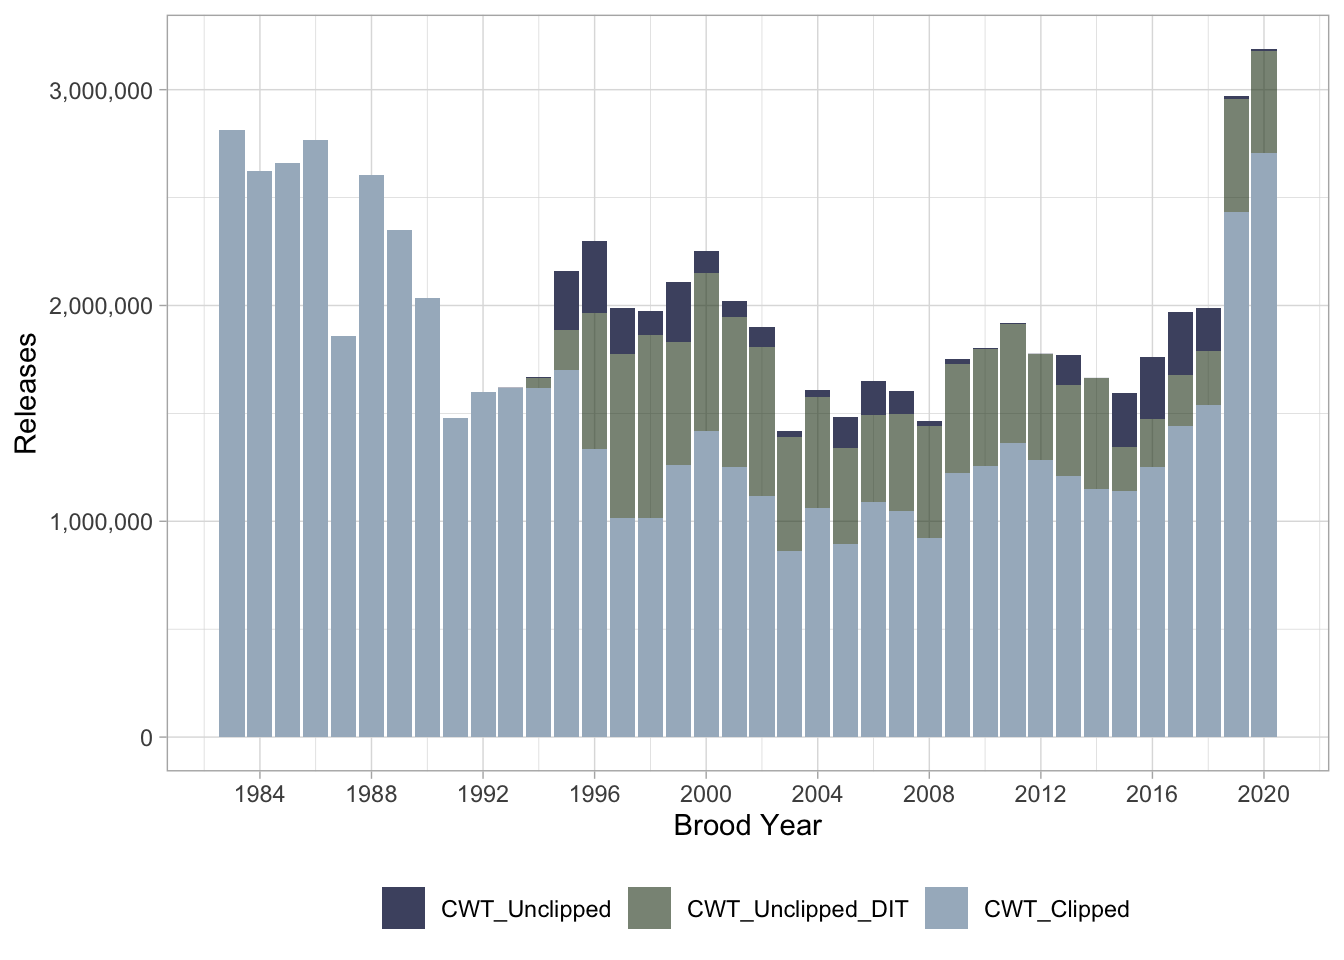 3,000,000
2,000,000
1,000,000
0
Releases
1984 1988 1992 1996 2000 2004 2008 2012 2016 2020
Brood Year
CWT_Unclipped CWT_Unclipped_DIT CWT_Clipped